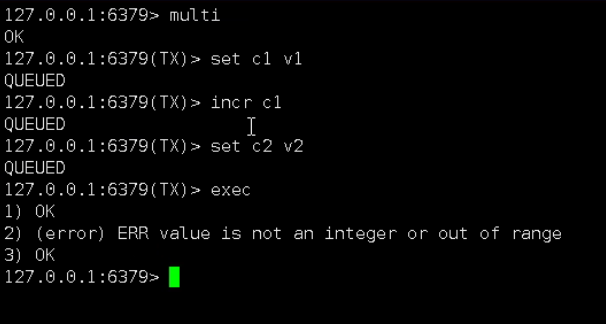 127.0.0.1:6379> multi
OK
127.0.0.1:6379(TX)> set c1 v1
QUEUED
127.0.0.1:6379(TX)> incr c1
QUEUED
127.0.0.1:6379(TX)> set c2 v2
QUEUED
127.0.0.1:6379(TX)> exec
1) OK
2) (error) ERR value is not an integer or out of range
3) OK
127.0.0.1:6379>